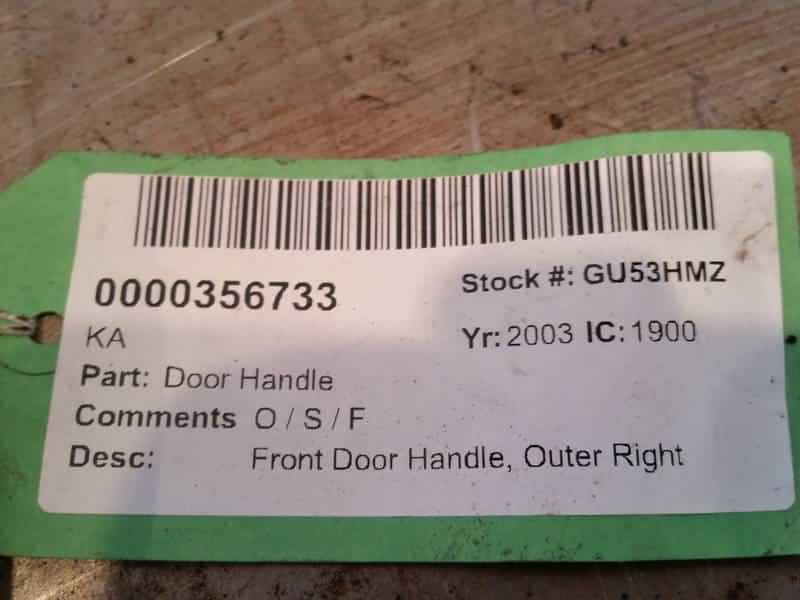 0000356733
Stock #: GU53HMZ
KA
Yr: 2003 IC: 1900
Part: Door Handle
Comments O / S / F
Desc: Front Door Handle, Outer Right